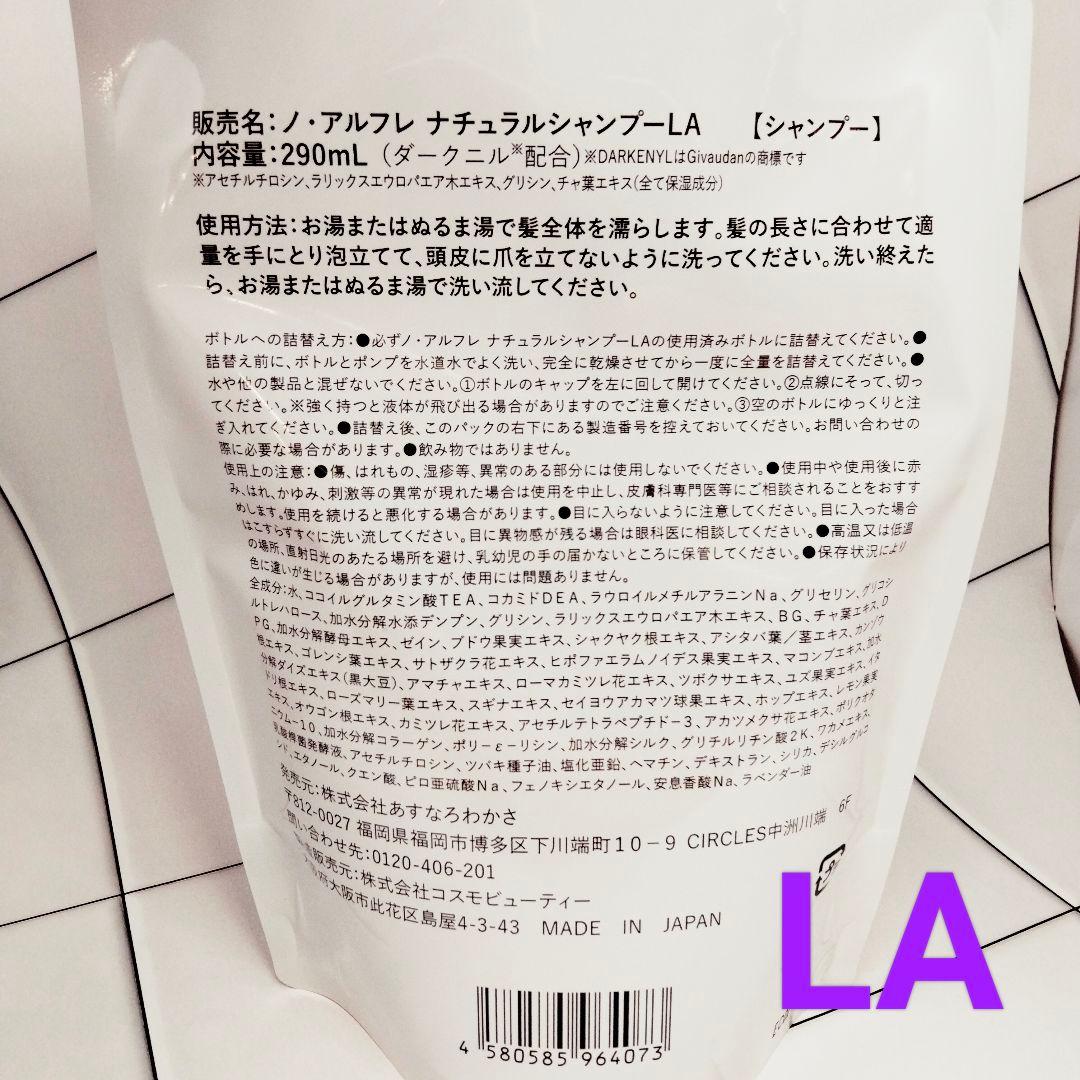 販売名：ノ・アルフレ ナチュラルシャンプーLA 【シャンプー】
内容量：290mL（ダークニル※配合）※DARKENYLはGivaudanの商標です
※アセチルチロシン、ラリックスエウロパエア木エキス、グリシン、チャ葉エキス（全て保湿成分）
使用方法：お湯またはぬるま湯で髪全体を濡らします。髪の長さに合わせて適
量を手にとり泡立てて、頭皮に爪を立てないように洗ってください。洗い終えた
ら、お湯またはぬるま湯で洗い流してください。
ボトルへの詰替え方：●必ずノ・アルフレ ナチュラルシャンプーLAの使用済みボトルに詰替えてください。●
詰替え前に、ボトルとポンプを水道水でよく洗い、完全に乾燥させてから一度に全量を詰替えてください。●
水や他の製品と混ぜないでください。①ボトルのキャップを左に回して開けてください。②点線にそって、切っ
てください。※強く持つと液体が飛び出る場合がありますのでご注意ください。③空のボトルにゆっくりと注
ぎ入れてください。●詰替え後、このパックの右下にある製造番号を控えておいてください。お問い合わせの
際に必要な場合があります。●飲み物ではありません。
使用上の注意：●傷、はれもの、湿疹等、異常のある部分には使用しないでください。●使用中や使用後に赤
み、はれ、かゆみ、刺激等の異常が現れた場合は使用を中止し、皮膚科専門医等にご相談されることをおすす
めします。使用を続けると悪化する場合があります。●目に入らないように注意してください。目に入った場合
はこすらずすぐに洗い流してください。目に異物感が残る場合は眼科医に相談してください。●高温又は低温
の場所、直射日光のあたる場所を避け、乳幼児の手の届かないところに保管してください。●保存状況により
色に違いが生じる場合がありますが、使用には問題ありません。
全成分：水、ココイルグルタミン酸TEA、コカミドDEA、ラウロイルメチルアラニンNa、グリセリン、グリコシ
ルトレハロース、加水分解水添デンプン、グリシン、ラリックスエウロパエア木エキス、BG、チャ葉エキス、D
PG、加水分解酵母エキス、ゼイン、ブドウ果実エキス、シャクヤク根エキス、アシタバ葉／茎エキス、カンゾウ
根エキス、ゴレンシ葉エキス、サトザクラ花エキス、ヒポファエラムノイデス果実エキス、マコンブエキス、加水
分解ダイズエキス（黒大豆）、アマチャエキス、ローマカミツレ花エキス、ツボクサエキス、ユズ果実エキス、イタ
ドリ根エキス、ローズマリー葉エキス、スギナエキス、セイヨウアカマツ球果エキス、ホップエキス、レモン果実
エキス、オウゴン根エキス、カミツレ花エキス、アセチルテトラペプチド-3、アカツメクサ花エキス、ポリクオタ
ニウム-10、加水分解コラーゲン、ポリ-ε-リシン、加水分解シルク、グリチルリチン酸2K、ワカメエキス、
乳酸桿菌発酵液、アセチルチロシン、ツバキ種子油、塩化亜鉛、ヘマチン、デキストラン、シリカ、デシルグルコ
シド、エタノール、クエン酸、ピロ亜硫酸Na、フェノキシエタノール、安息香酸Na、ラベンダー油
発売元：株式会社あすなろわかさ
〒812-0027 福岡県福岡市博多区下川端町10-9 CIRCLES中洲川端 6F
問い合わせ先：0120-406-201
販売元：株式会社コスモビューティー
府大阪市此花区島屋4-3-43 MADE IN JAPAN
LA
4 580585 964073